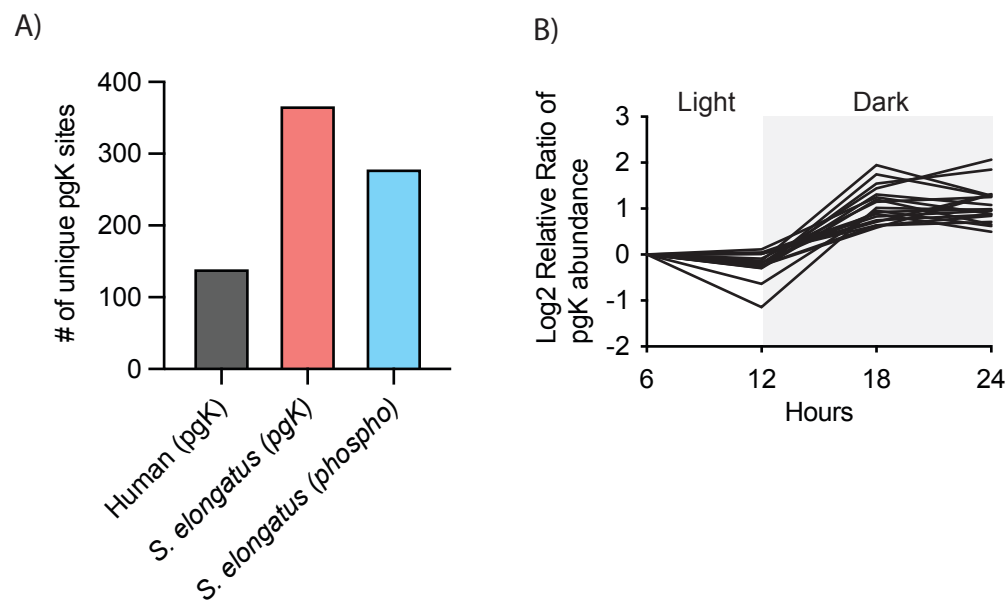 A)
# of unique pgK sites
400
300
200
100
0
Human (pgK)
S. elongatus (pgK)
S. elongatus (phospho)
B)
Log2 Relative Ratio of
pgK abundance
Light
Dark
3
2
1
0
-1
-2
6
12
18
24
Hours